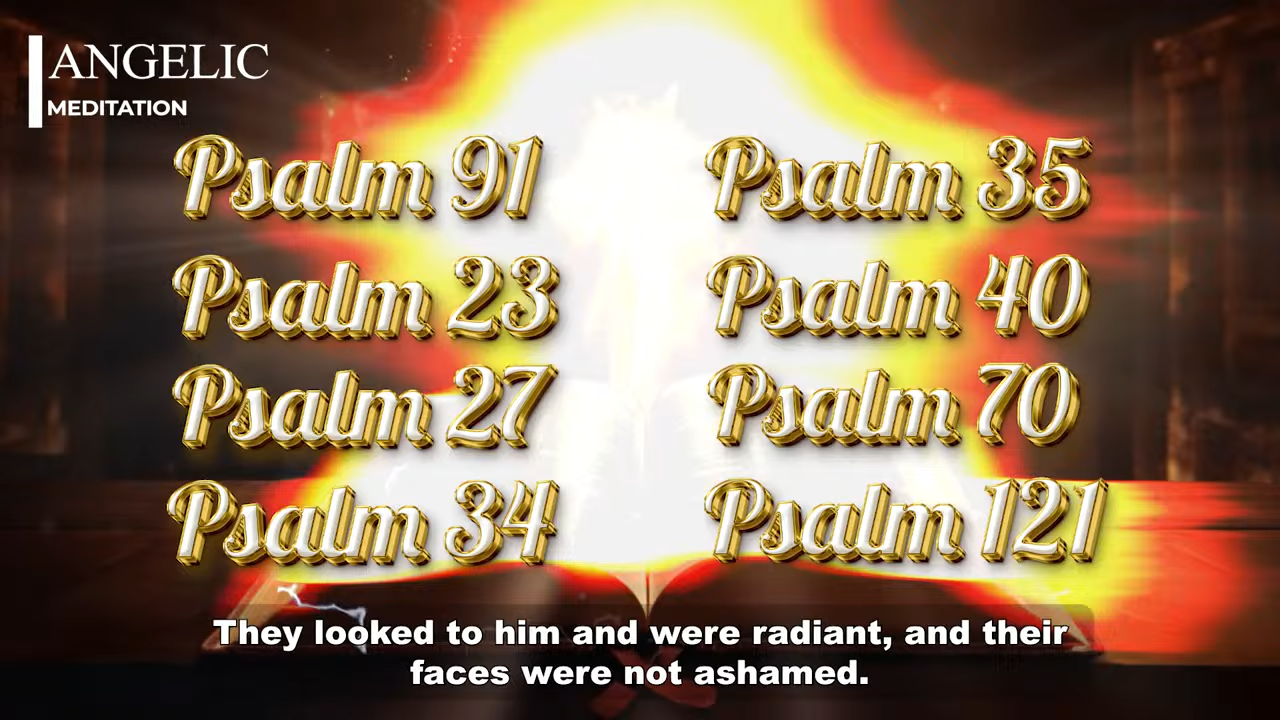 ANGELIC
MEDITATION
Psalm 91
Psalm 23
Psalm 27
Psalm 34
Psalm 35
Psalm 40
Psalm 70
Psalm 121
They looked to him and were radiant, and their
faces were not ashamed.